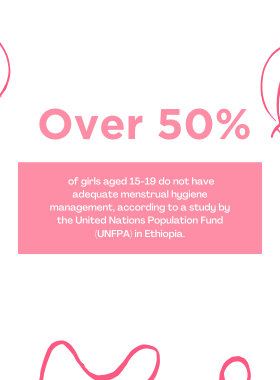 Over 50%
of girls aged 15-19 do not have
adequate menstrual hygiene
management, according to a study by
the United Nations Population Fund
(UNFPA) in Ethiopia.